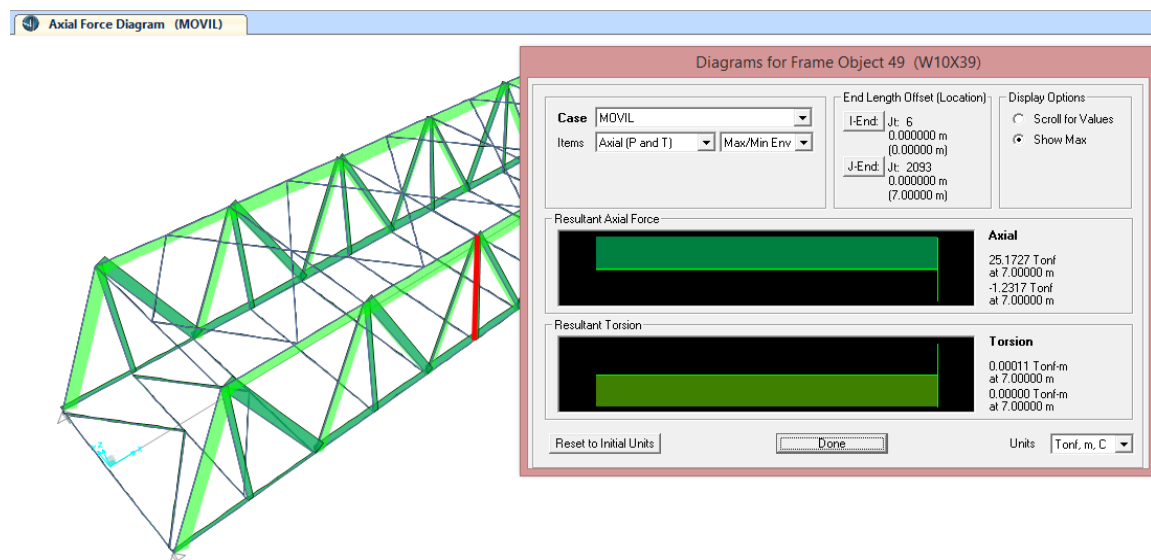 Axial Force Diagram (MOVIL)
Diagrams for Frame Object 49 (W10X39)
Case MOVIL
Items Axial (P and T) Max/Min Env
End Length Offset (Location)
I-End: Jt: 6
0.000000 m
(0.00000 m)
J-End: Jt: 2093
0.000000 m
(7.00000 m)
Display Options
Scroll for Values
Show Max
Resultant Axial Force
Axial
25.1727 Tonf
at 7.00000 m
-1.2317 Tonf
at 7.00000 m
Resultant Torsion
Torsion
0.00011 Tonf-m
at 7.00000 m
0.00000 Tonf-m
at 7.00000 m
Reset to Initial Units
Done
Units Tonf, m, C